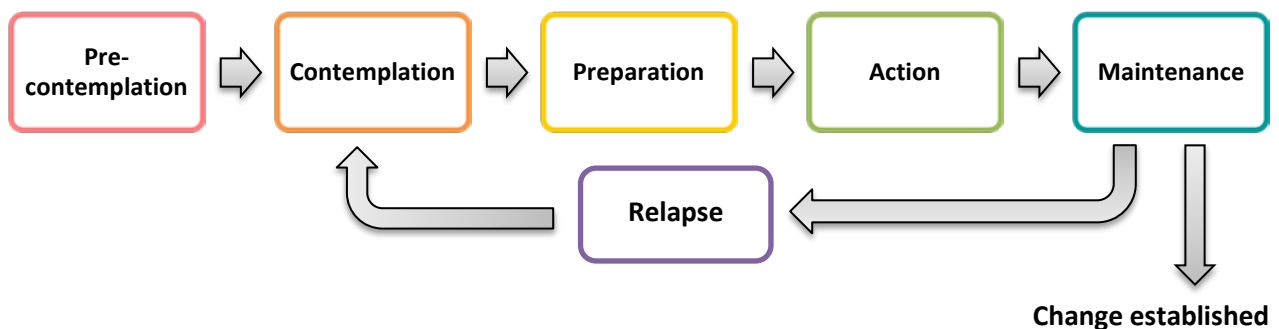 Pre-
contemplation
Contemplation
Preparation
Action
Maintenance
Relapse
Change established